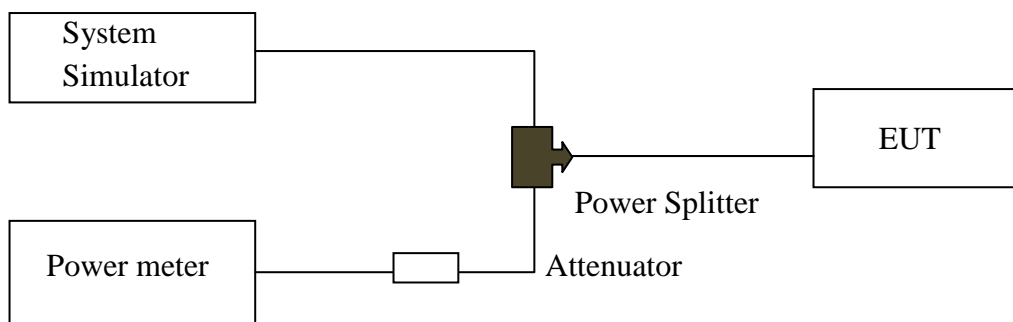 System
Simulator
EUT
Power Splitter
Power meter
Attenuator